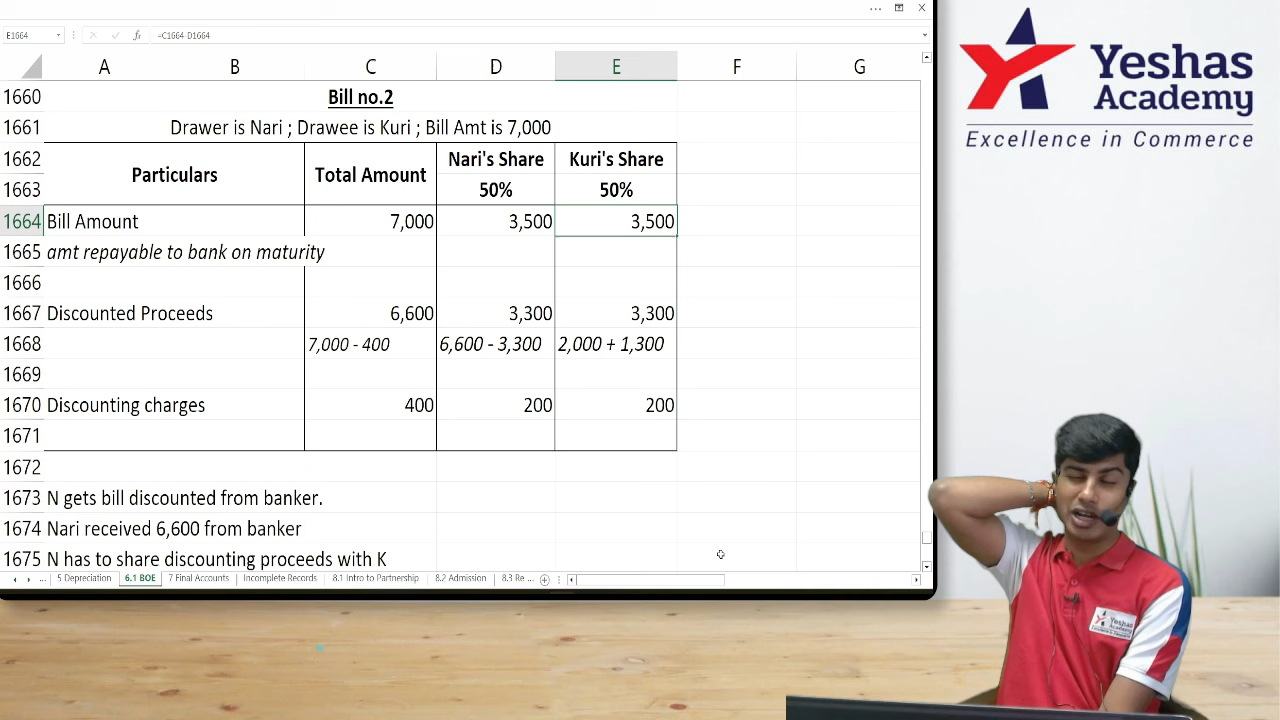 E1664
fx
=C1664-D1664
A B C D E F G
1660 Bill no.2
1661 Drawer is Nari ; Drawee is Kuri ; Bill Amt is 7,000
1662 Particulars Total Amount Nari's Share Kuri's Share
1663 50% 50%
1664 Bill Amount 7,000 3,500 3,500
1665 amt repayable to bank on maturity
1666
1667 Discounted Proceeds 6,600 3,300 3,300
1668 7,000 - 400 6,600 - 3,300 2,000 + 1,300
1669
1670 Discounting charges 400 200 200
1671
1672
1673 N gets bill discounted from banker.
1674 Nari received 6,600 from banker
1675 N has to share discounting proceeds with K
... 5 Depreciation 6.1 BOE 7 Final Accounts Incomplete Records 8.1 Intro to Partnership 8.2 Admission 8.3 Re ...
Yeshas
Academy
Excellence in Commerce
Yeshas
Academy